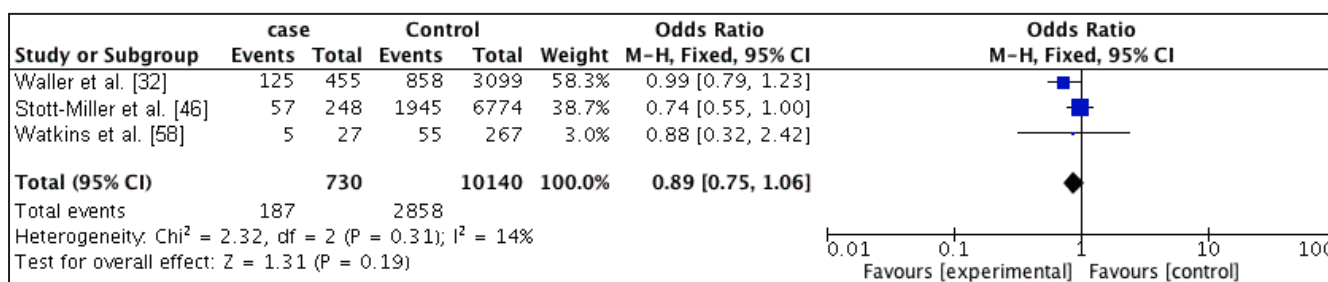 case Control Odds Ratio Odds Ratio
Study or Subgroup Events Total Events Total Weight M-H, Fixed, 95% CI M-H, Fixed, 95% CI
Waller et al. [32] 125 455 858 3099 58.3% 0.99 [0.79, 1.23]
Stott-Miller et al. [46] 57 248 1945 6774 38.7% 0.74 [0.55, 1.00]
Watkins et al. [58] 5 27 55 267 3.0% 0.88 [0.32, 2.42]
Total (95% CI) 730 10140 100.0% 0.89 [0.75, 1.06]
Total events 187 2858
Heterogeneity: Chi² = 2.32, df = 2 (P = 0.31); I² = 14%
Test for overall effect: Z = 1.31 (P = 0.19)
0.01 0.1 1 10 100
Favours [experimental] Favours [control]